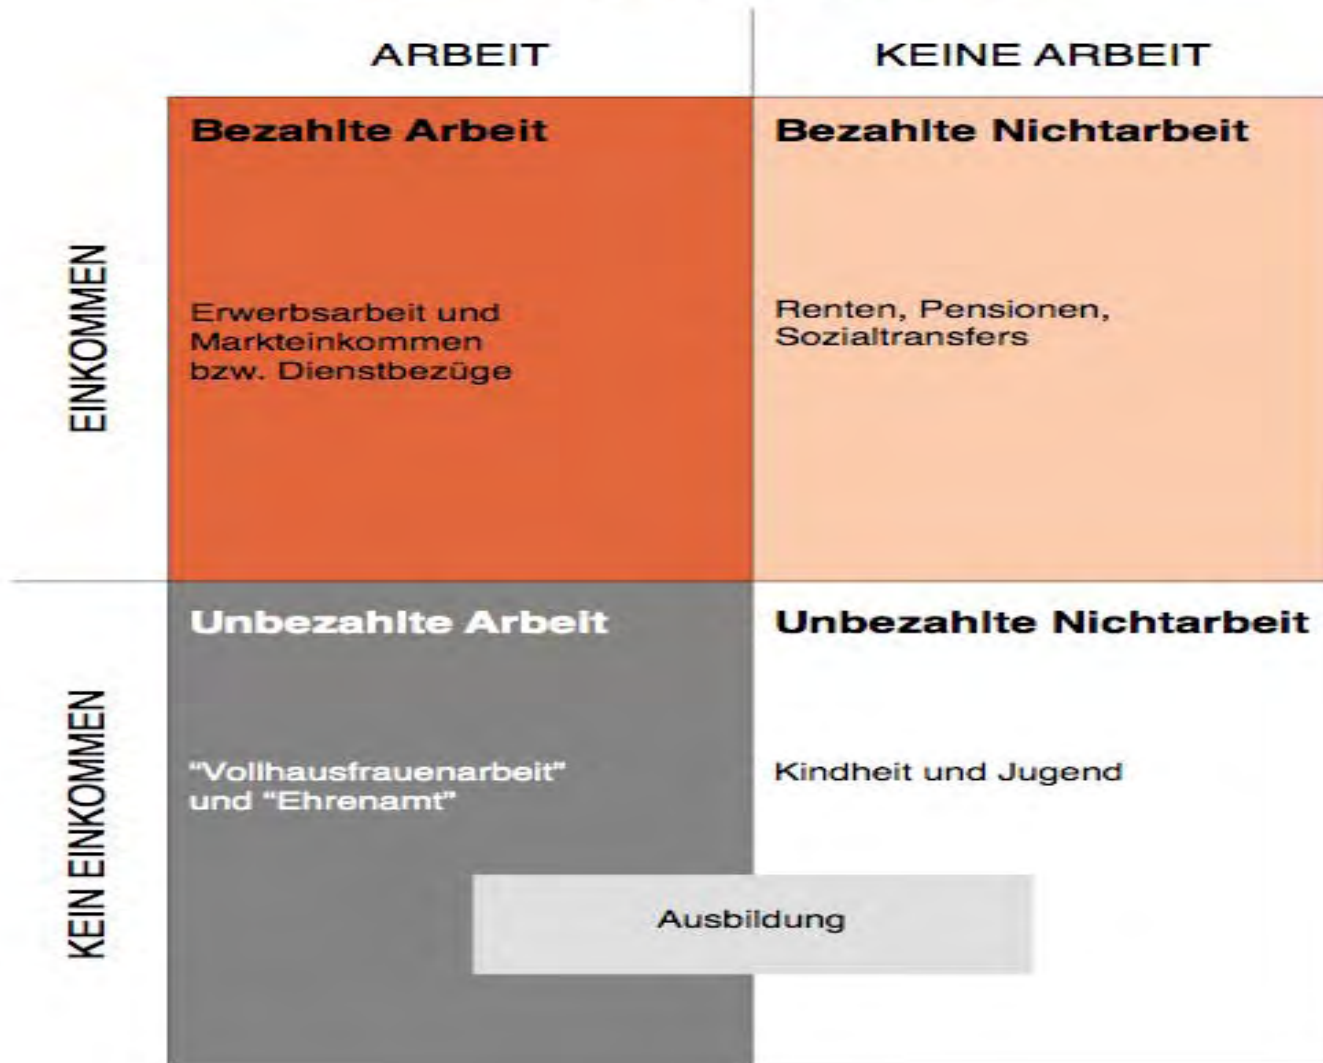 ARBEIT
KEINE ARBEIT
EINKOMMEN
Bezahlte Arbeit
Erwerbsarbeit und
Markteinkommen
bzw. Dienstbezüge
Bezahlte Nichtarbeit
Renten, Pensionen,
Sozialtransfers
KEIN EINKOMMEN
Unbezahlte Arbeit
“Vollhausfrauenarbeit”
und “Ehrenamt”
Unbezahlte Nichtarbeit
Kindheit und Jugend
Ausbildung